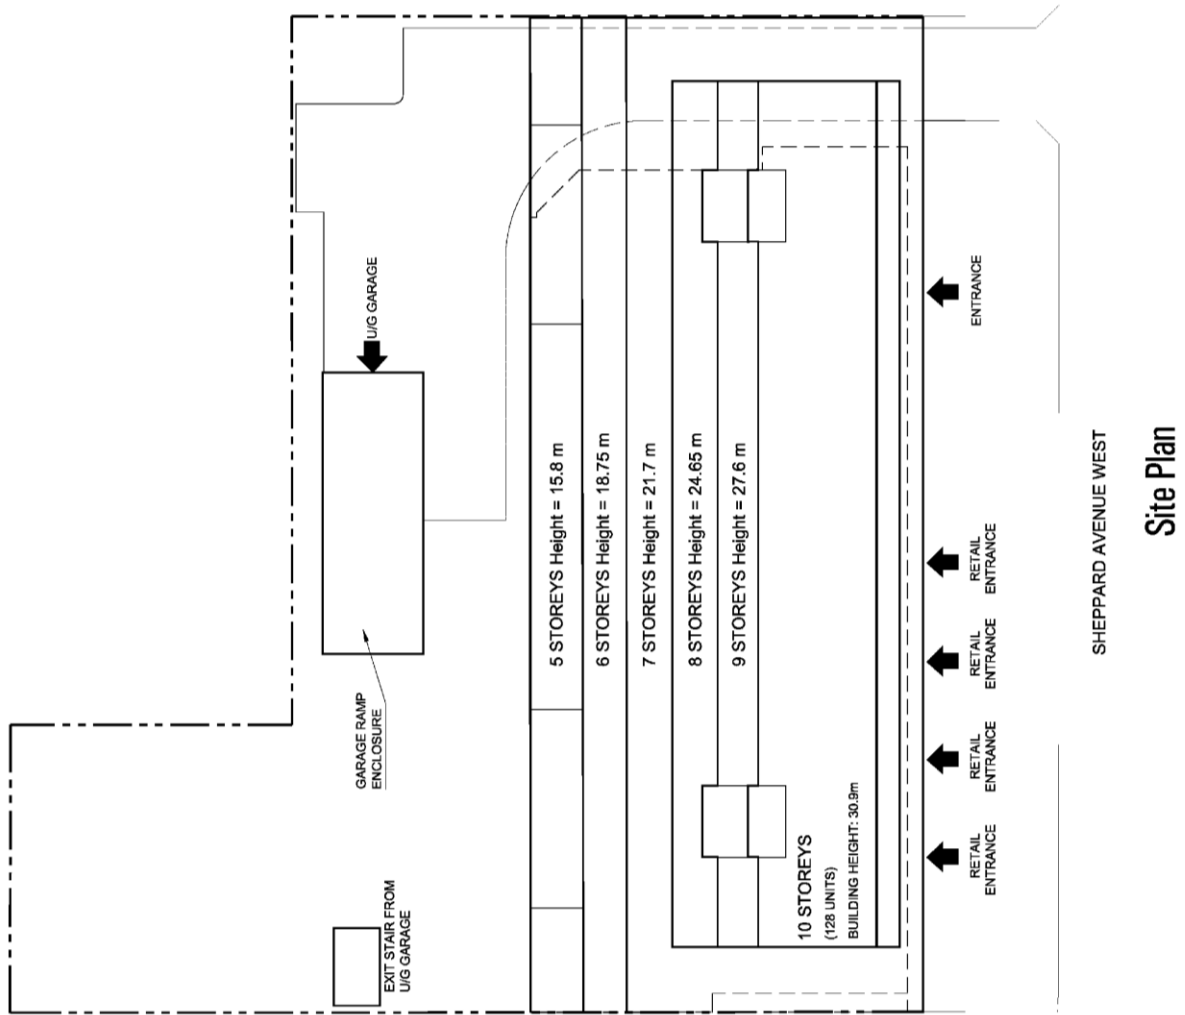 U/G GARAGE
GARAGE RAMP
ENCLOSURE
EXIT STAIR FROM
U/G GARAGE
5 STOREYS Height = 15.8 m
6 STOREYS Height = 18.75 m
7 STOREYS Height = 21.7 m
8 STOREYS Height = 24.65 m
9 STOREYS Height = 27.6 m
10 STOREYS
(128 UNITS)
BUILDING HEIGHT: 30.9m
RETAIL
ENTRANCE
RETAIL
ENTRANCE
RETAIL
ENTRANCE
RETAIL
ENTRANCE
ENTRANCE
SHEPPARD AVENUE WEST
Site Plan